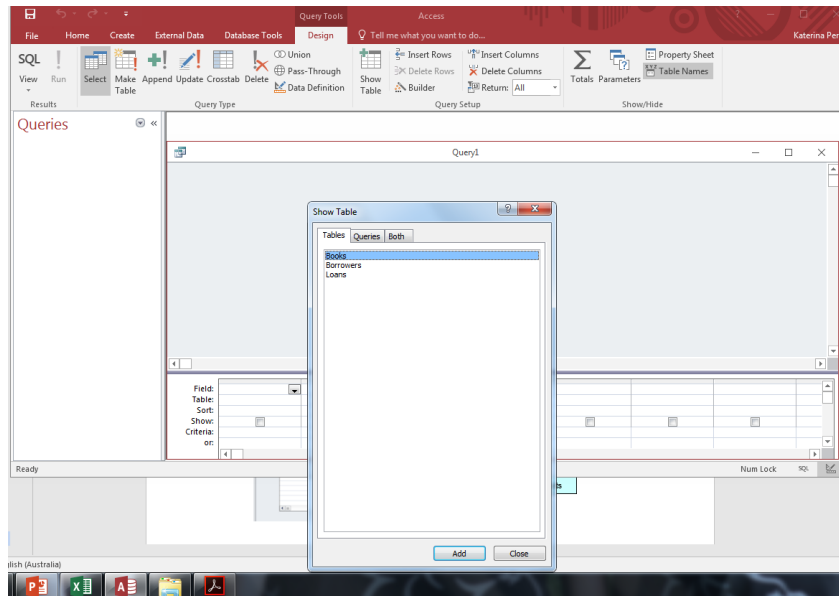 Query Tools
Access
File
Home
Create
External Data
Database Tools
Design
Tell me what you want to do...
Katerina Per
SQL
View
Run
Results
Select
Make
Table
Append
Update
Crosstab
Delete
Union
Pass-Through
Data Definition
Query Type
Show
Table
Insert Rows
Delete Rows
Builder
Insert Columns
Delete Columns
Return: All
Query Setup
Totals
Parameters
Property Sheet
Table Names
Show/Hide
Queries
Query1
Show Table
Tables
Queries
Both
Books
Borrowers
Loans
Add
Close
Field:
Table:
Sort:
Show:
Criteria:
or:
Ready
Num Lock
SQL
ts
glish (Australia)